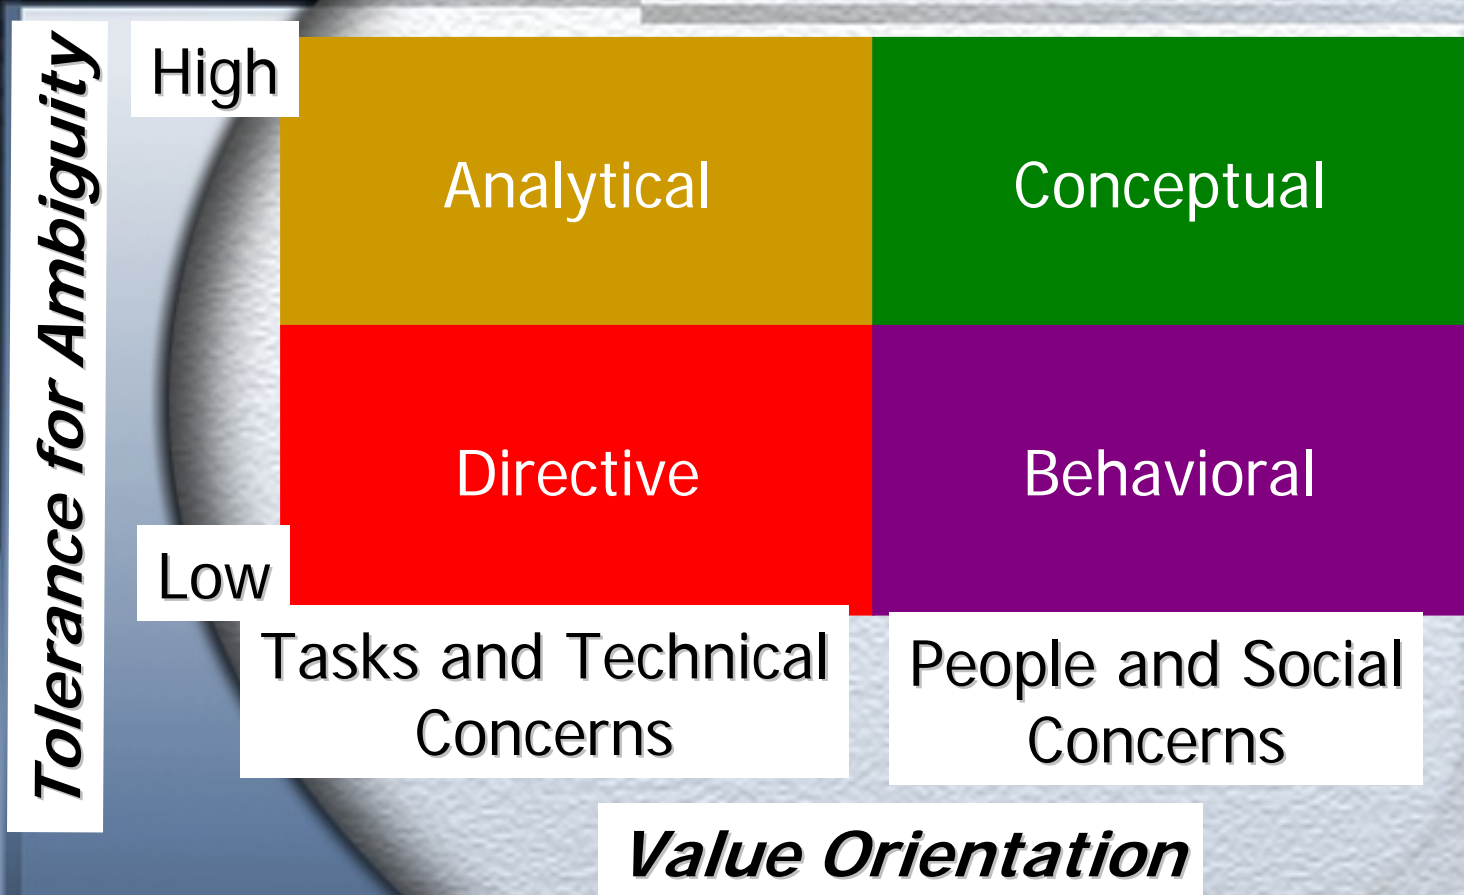 Tolerance for Ambiguity
High
Analytical
Conceptual
Directive
Behavioral
Low
Tasks and Technical
Concerns
People and Social
Concerns
Value Orientation